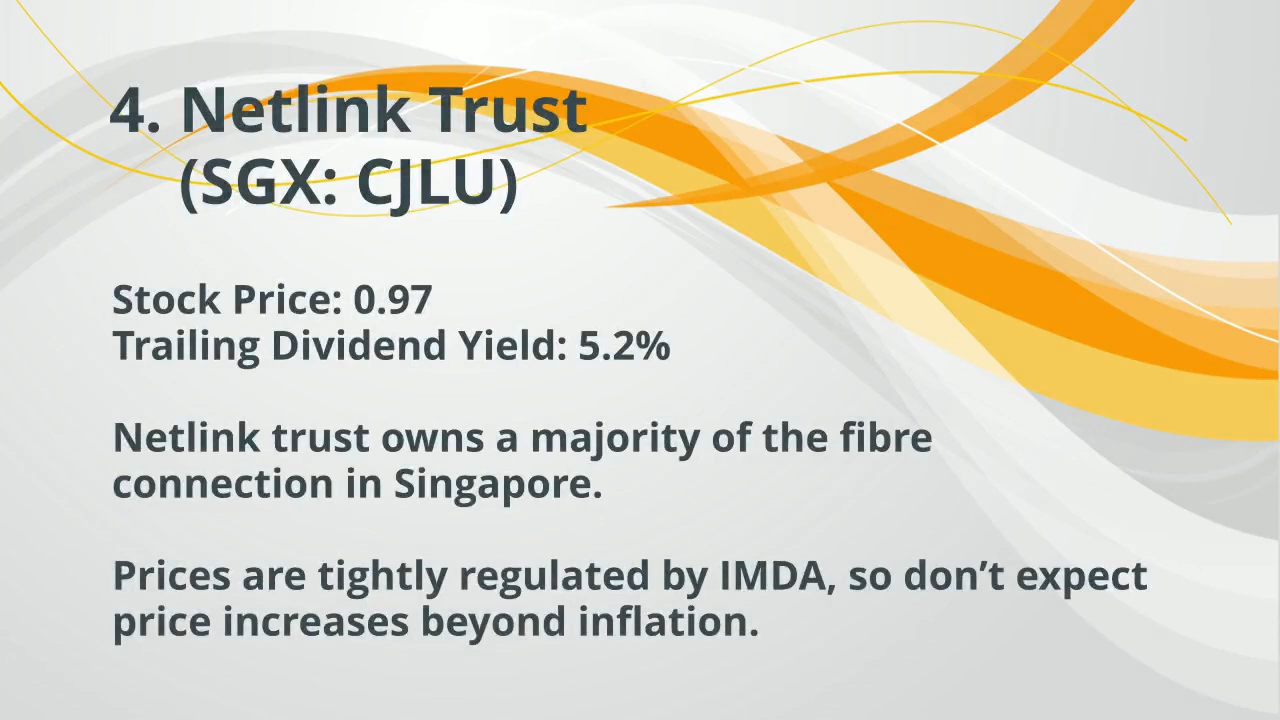 4. Netlink Trust
(SGX: CJLU)
Stock Price: 0.97
Trailing Dividend Yield: 5.2%
Netlink trust owns a majority of the fibre
connection in Singapore.
Prices are tightly regulated by IMDA, so don’t expect
price increases beyond inflation.